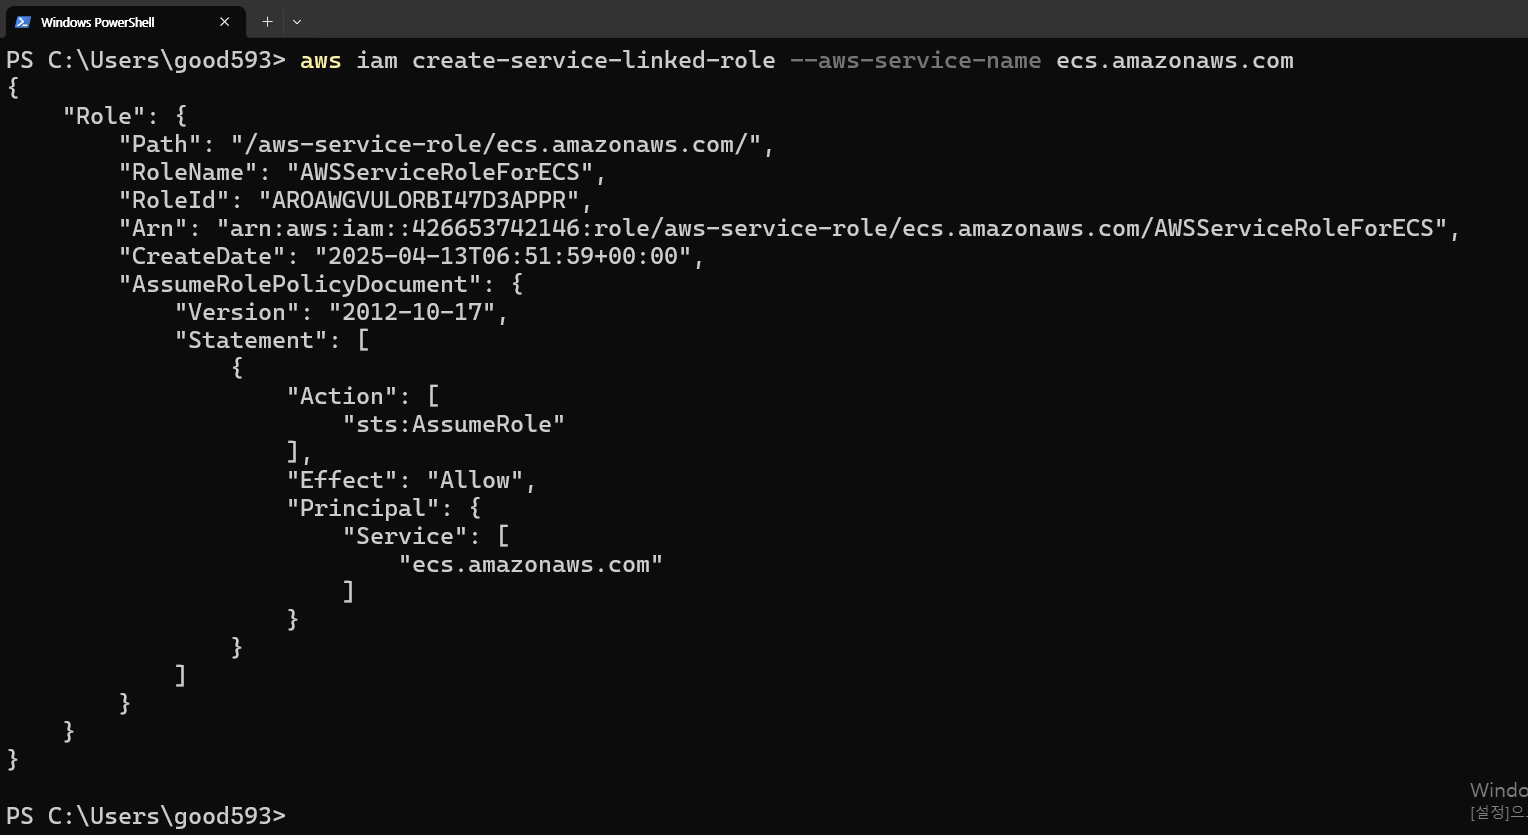 Windows PowerShell
PS C:\Users\good593> aws iam create-service-linked-role --aws-service-name ecs.amazonaws.com
{
    "Role": {
        "Path": "/aws-service-role/ecs.amazonaws.com/",
        "RoleName": "AWSServiceRoleForECS",
        "RoleId": "AROAWGVULORBI47D3APPR",
        "Arn": "arn:aws:iam::426653742146:role/aws-service-role/ecs.amazonaws.com/AWSServiceRoleForECS",
        "CreateDate": "2025-04-13T06:51:59+00:00",
        "AssumeRolePolicyDocument": {
            "Version": "2012-10-17",
            "Statement": [
                {
                    "Action": [
                        "sts:AssumeRole"
                    ],
                    "Effect": "Allow",
                    "Principal": {
                        "Service": [
                            "ecs.amazonaws.com"
                        ]
                    }
                }
            ]
        }
    }
}
PS C:\Users\good593>
Windo
[설정]으